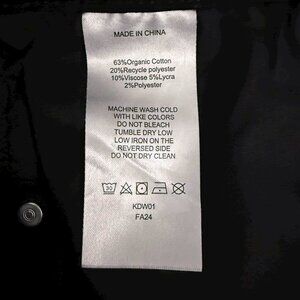 MADE IN CHINA
63%Organic Cotton
20%Recycle polyester
10%Viscose 5%Lycra
2%Polyester
MACHINE WASH COLD
WITH LIKE COLORS
DO NOT BLEACH
TUMBLE DRY LOW
LOW IRON ON THE
REVERSED SIDE
DO NOT DRY CLEAN
30
KDW01
FA24